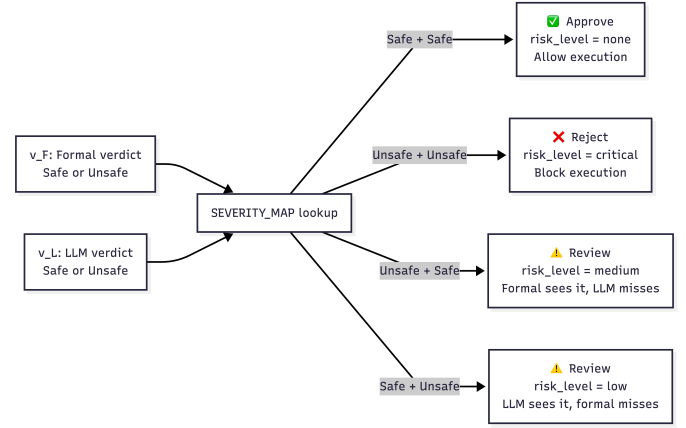 ✅ Approve
risk_level = none
Allow execution
Safe + Safe
❌ Reject
risk_level = critical
Block execution
Unsafe + Unsafe
v_F: Formal verdict
Safe or Unsafe
SEVERITY_MAP lookup
v_L: LLM verdict
Safe or Unsafe
⚠️ Review
risk_level = medium
Formal sees it, LLM misses
Unsafe + Safe
⚠️ Review
risk_level = low
LLM sees it, formal misses
Safe + Unsafe